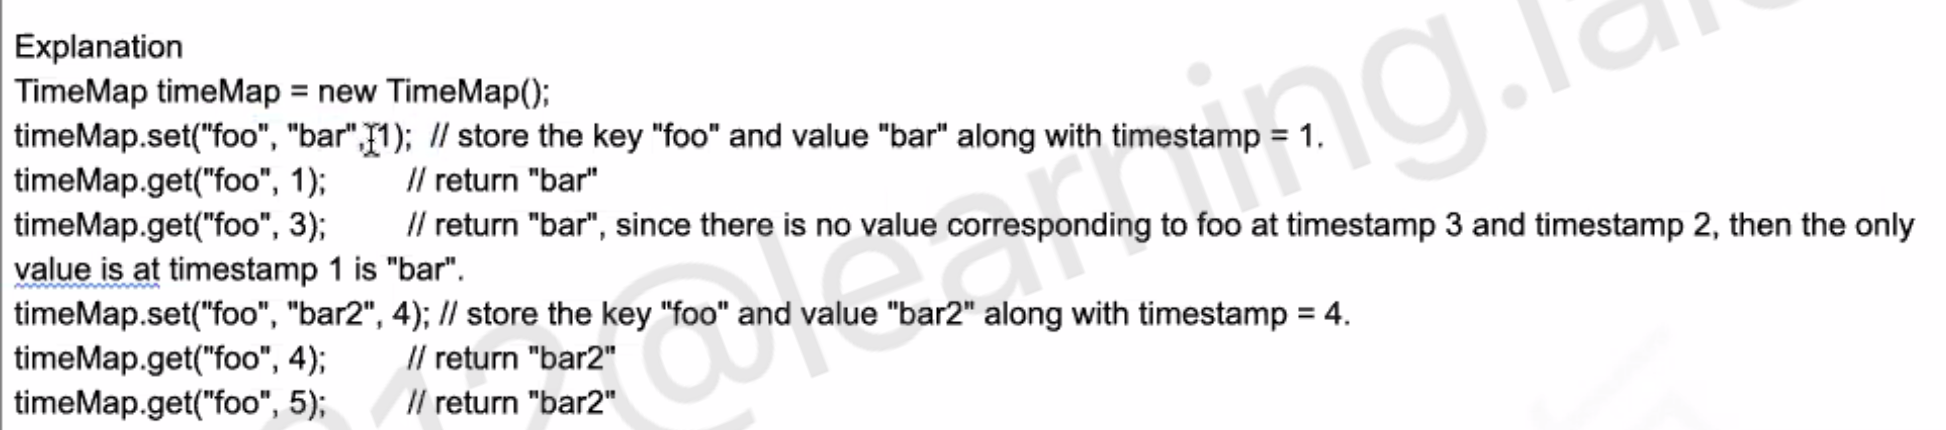 Explanation
TimeMap timeMap = new TimeMap();
timeMap.set("foo", "bar", 1);  // store the key "foo" and value "bar" along with timestamp = 1.
timeMap.get("foo", 1);         // return "bar"
timeMap.get("foo", 3);         // return "bar", since there is no value corresponding to foo at timestamp 3 and timestamp 2, then the only
value is at timestamp 1 is "bar".
timeMap.set("foo", "bar2", 4); // store the key "foo" and value "bar2" along with timestamp = 4.
timeMap.get("foo", 4);         // return "bar2"
timeMap.get("foo", 5);         // return "bar2"
@learning.